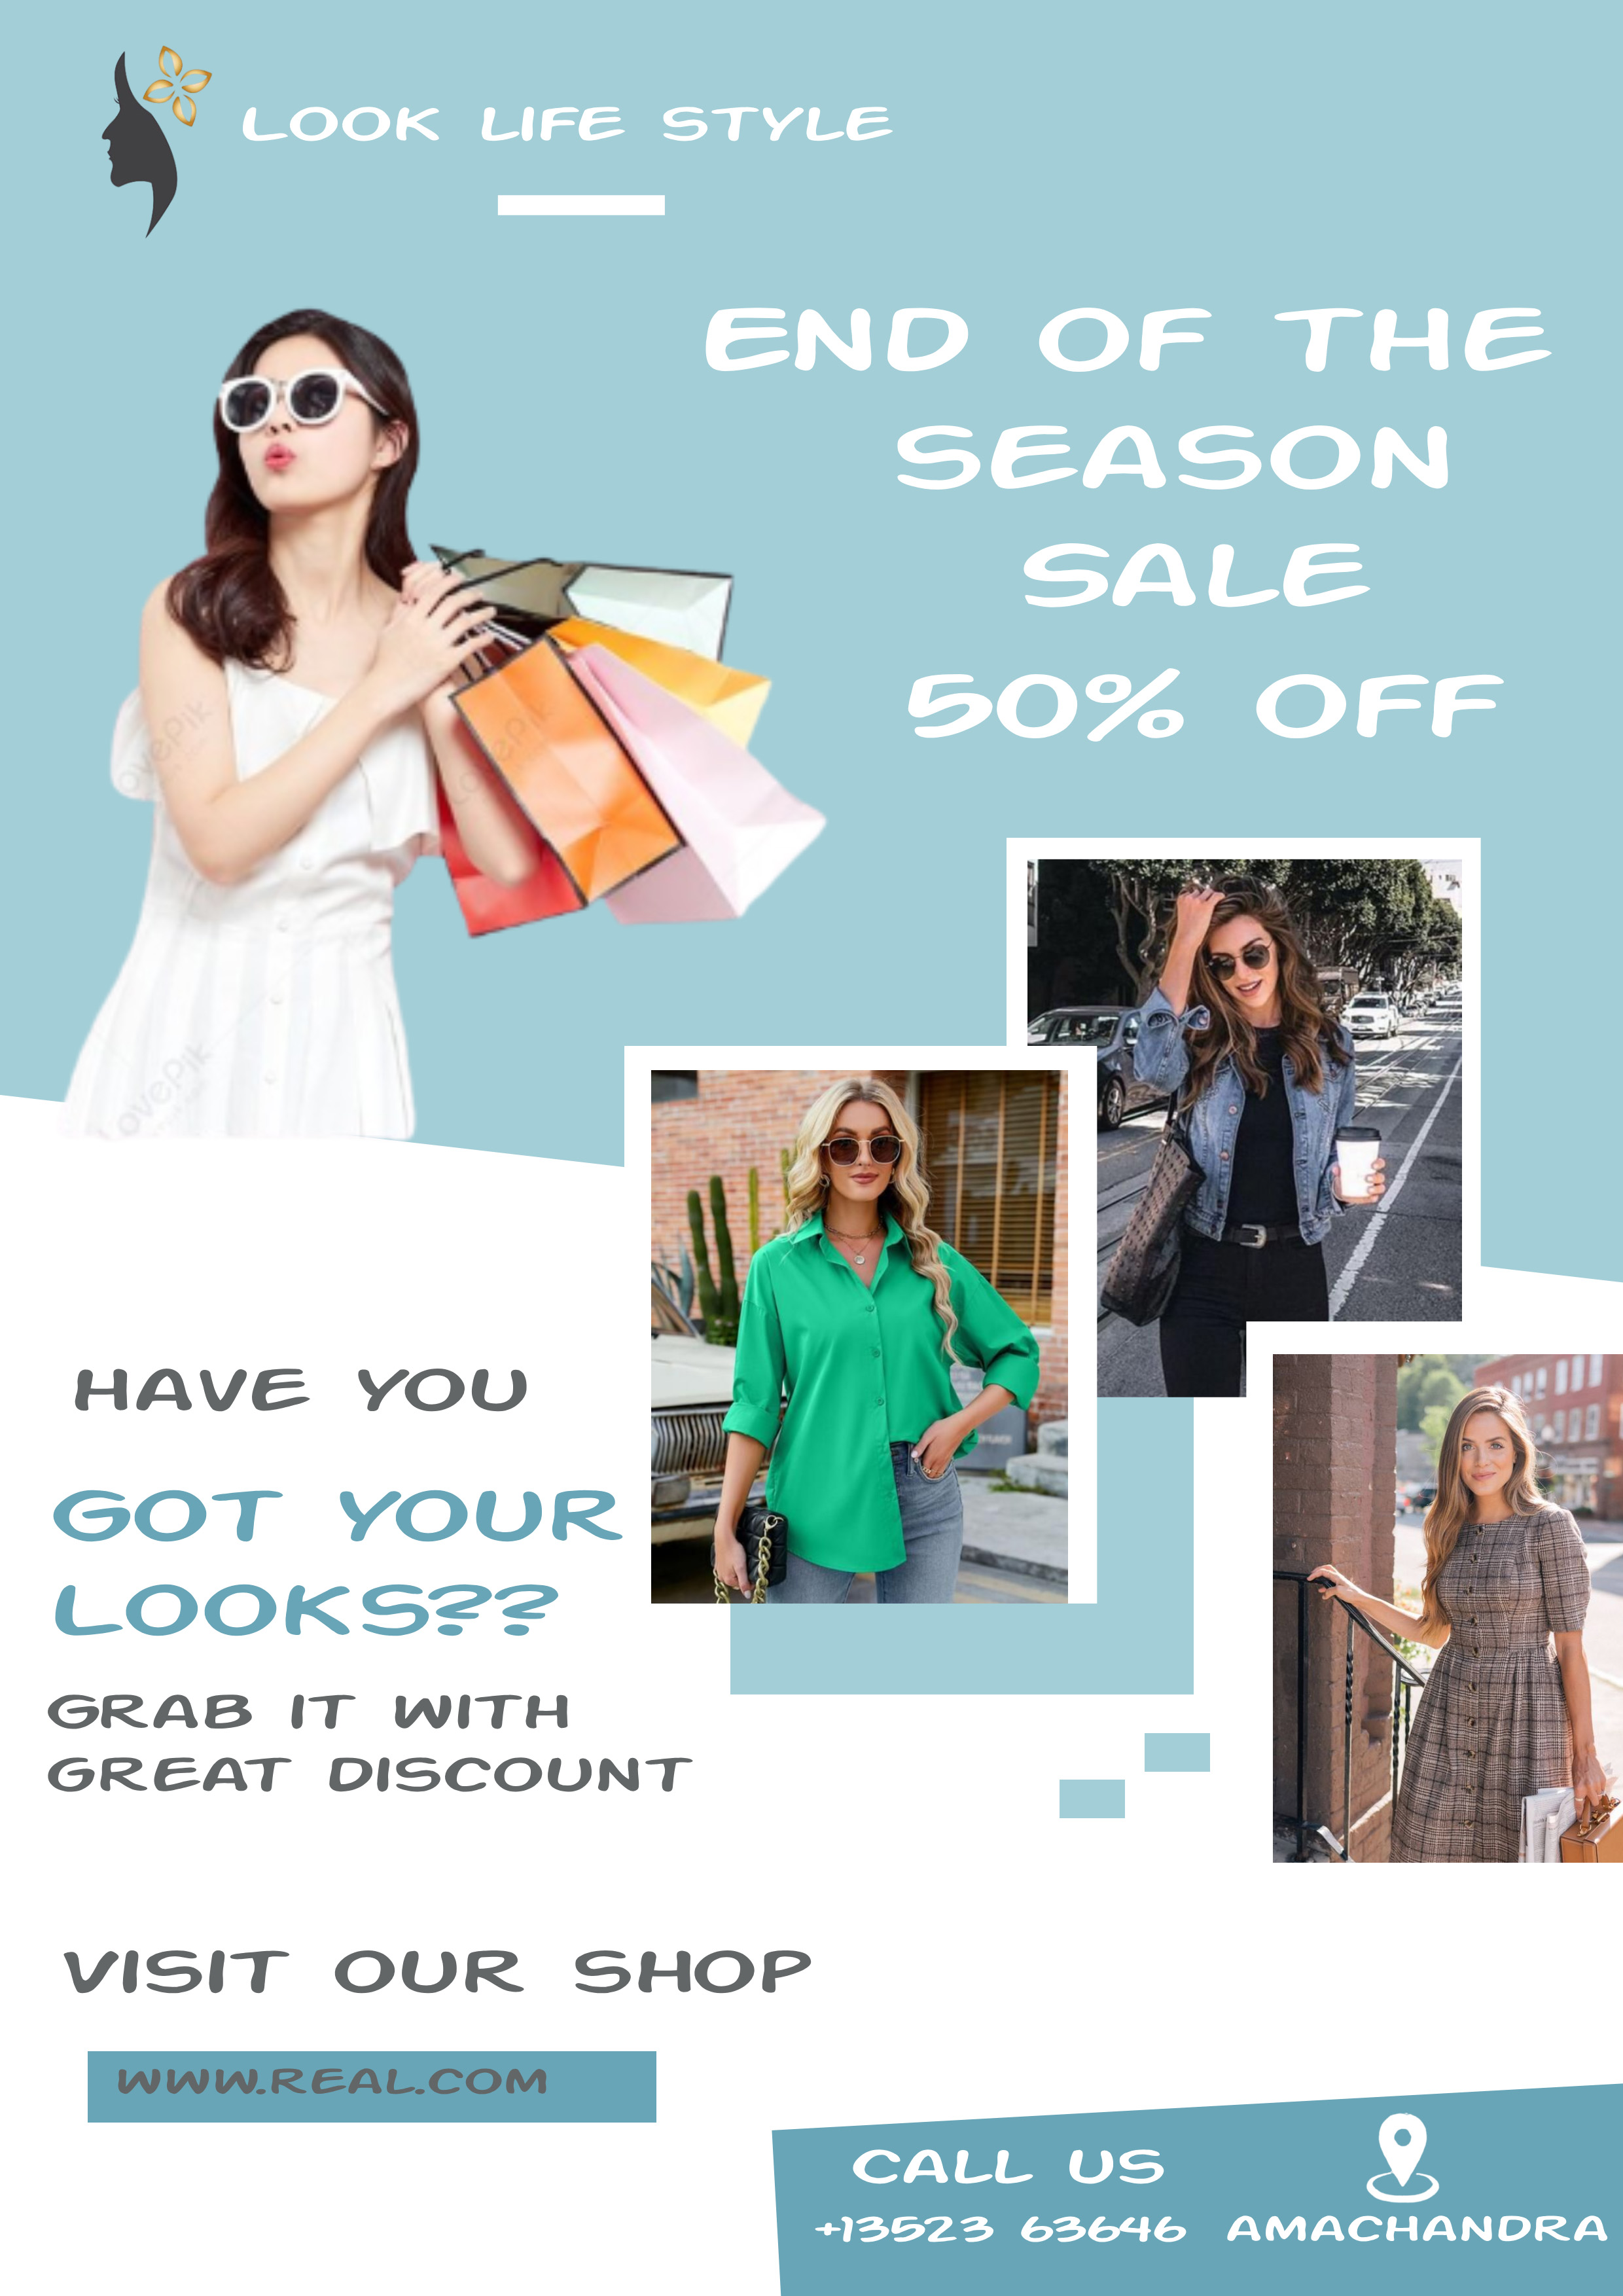 LOOK LIFE STYLE
END OF THE
SEASON
SALE
50% OFF
HAVE YOU
GOT YOUR
LOOKS??
GRAB IT WITH
GREAT DISCOUNT
VISIT OUR SHOP
WWW.REAL.COM
CALL US
+13523 63646
AMACHANDRA